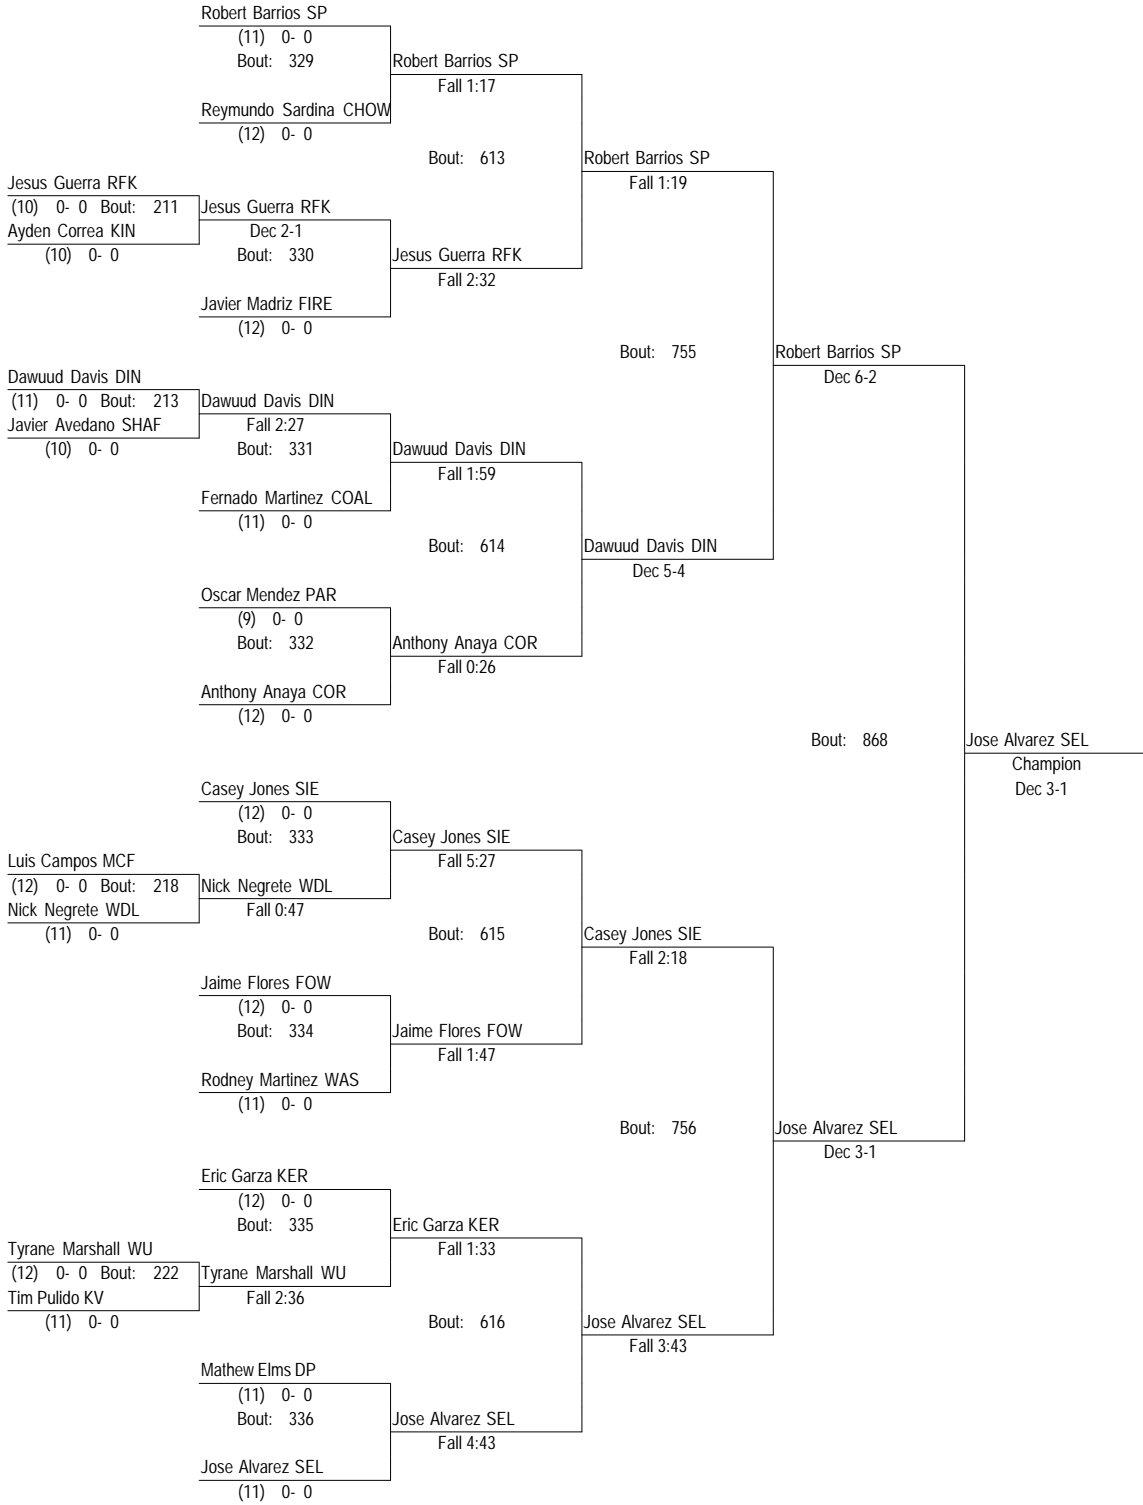 Robert Barrios SP
(11) 0- 0
Bout: 329
Robert Barrios SP
Fall 1:17
Reymundo Sardina CHOW
(12) 0- 0
Bout: 613
Robert Barrios SP
Fall 1:19
Jesus Guerra RFK
(10) 0- 0 Bout: 211
Jesus Guerra RFK
Ayden Correa KIN
Dec 2-1
(10) 0- 0
Bout: 330
Jesus Guerra RFK
Fall 2:32
Javier Madriz FIRE
(12) 0- 0
Bout: 755
Robert Barrios SP
Dec 6-2
Dawuud Davis DIN
(11) 0- 0 Bout: 213
Dawuud Davis DIN
Javier Avedano SHAF
Fall 2:27
(10) 0- 0
Bout: 331
Dawuud Davis DIN
Fall 1:59
Fernado Martinez COAL
(11) 0- 0
Bout: 614
Dawuud Davis DIN
Dec 5-4
Oscar Mendez PAR
(9) 0- 0
Bout: 332
Anthony Anaya COR
Fall 0:26
Anthony Anaya COR
(12) 0- 0
Bout: 868
Jose Alvarez SEL
Champion
Dec 3-1
Casey Jones SIE
(12) 0- 0
Bout: 333
Casey Jones SIE
Fall 5:27
Luis Campos MCF
(12) 0- 0 Bout: 218
Nick Negrete WDL
Nick Negrete WDL
Fall 0:47
(11) 0- 0
Bout: 615
Casey Jones SIE
Fall 2:18
Jaime Flores FOW
(12) 0- 0
Bout: 334
Jaime Flores FOW
Fall 1:47
Rodney Martinez WAS
(11) 0- 0
Bout: 756
Jose Alvarez SEL
Dec 3-1
Eric Garza KER
(12) 0- 0
Bout: 335
Eric Garza KER
Fall 1:33
Tyrane Marshall WU
(12) 0- 0 Bout: 222
Tyrane Marshall WU
Tim Pulido KV
Fall 2:36
(11) 0- 0
Bout: 616
Jose Alvarez SEL
Fall 3:43
Mathew Elms DP
(11) 0- 0
Bout: 336
Jose Alvarez SEL
Fall 4:43
Jose Alvarez SEL
(11) 0- 0